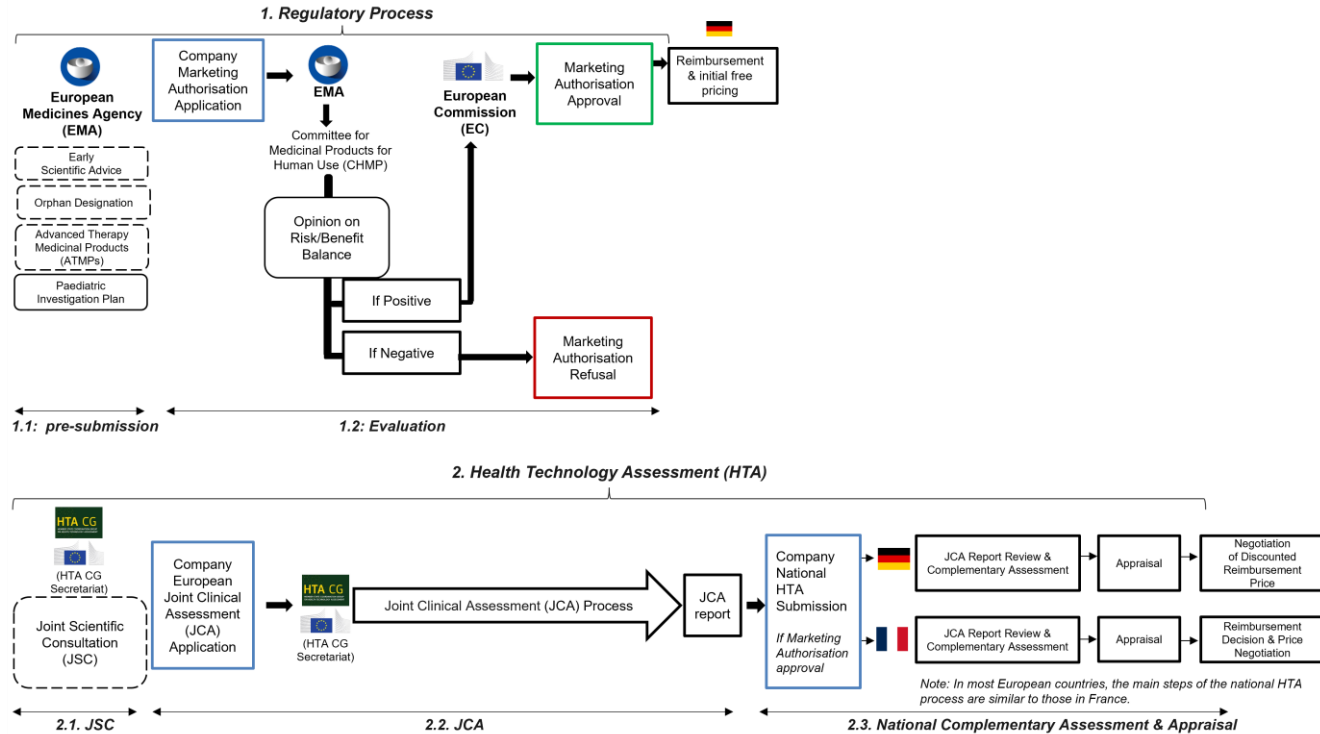 1. Regulatory Process
European
Medicines Agency
(EMA)
Early
Scientific Advice
Orphan Designation
Advanced Therapy
Medicinal Products
(ATMPs)
Paediatric
Investigation Plan
Company
Marketing
Authorisation
Application
EMA
Committee for
Medicinal Products for
Human Use (CHMP)
Opinion on
Risk/Benefit
Balance
If Positive
If Negative
European
Commission
(EC)
Marketing
Authorisation
Approval
Marketing
Authorisation
Refusal
Reimbursement
& initial free
pricing
1.1: pre-submission
1.2: Evaluation
2. Health Technology Assessment (HTA)
HTA CG
(HTA CG
Secretariat)
Joint Scientific
Consultation
(JSC)
Company
European
Joint Clinical
Assessment
(JCA)
Application
HTA CG
(HTA CG
Secretariat)
Joint Clinical Assessment (JCA) Process
JCA
report
Company
National
HTA
Submission
If Marketing
Authorisation
approval
JCA Report Review &
Complementary Assessment
Appraisal
Negotiation
of Discounted
Reimbursement
Price
JCA Report Review &
Complementary Assessment
Appraisal
Reimbursement
Decision & Price
Negotiation
Note: In most European countries, the main steps of the national HTA
process are similar to those in France.
2.1. JSC
2.2. JCA
2.3. National Complementary Assessment & Appraisal